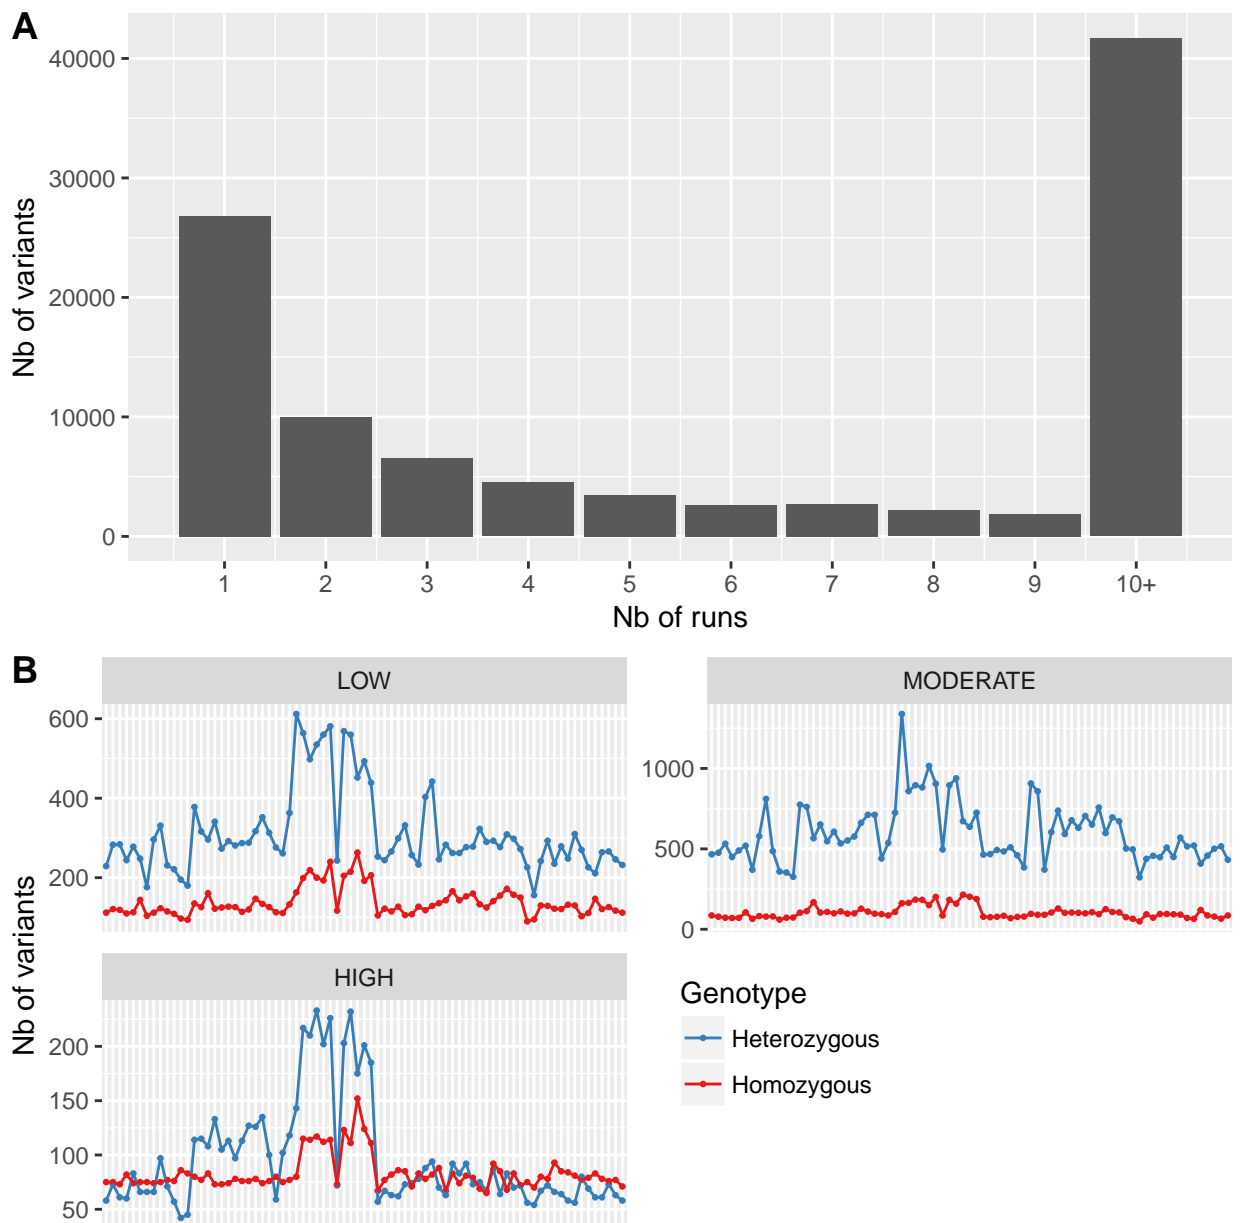 A
40000
30000
20000
10000
0
Nb of variants
1 2 3 4 5 6 7 8 9 10+
Nb of runs
B
LOW
600
400
200
MODERATE
1000
500
0
HIGH
200
150
100
50
Nb of variants
Genotype
Heterozygous
Homozygous